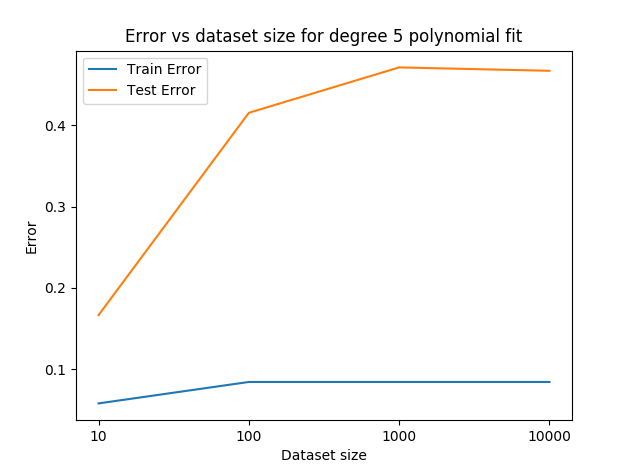 Error vs dataset size for degree 5 polynomial fit
Train Error
Test Error
0.4
0.3
0.2
0.1
Error
10 100 1000 10000
Dataset size